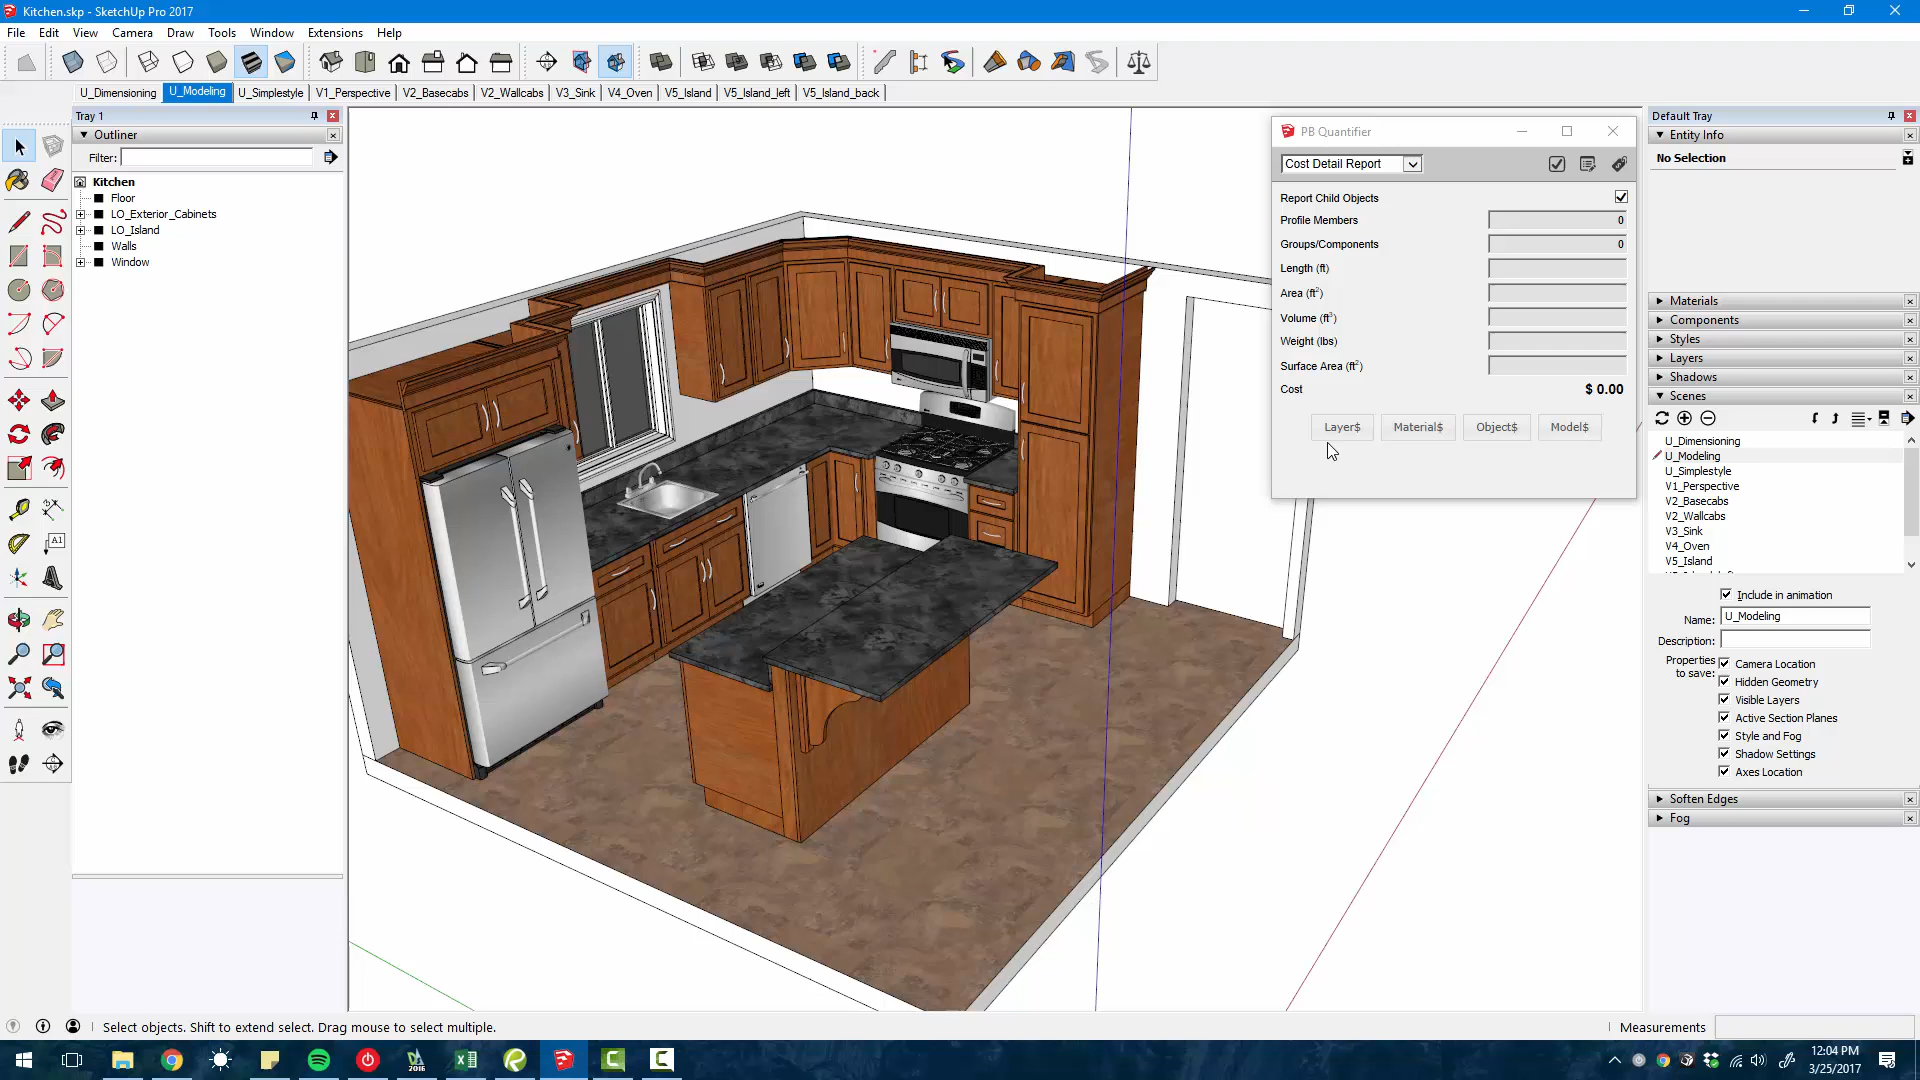 Kitchen.skp - SketchUp Pro 2017
File Edit View Camera Draw Tools Window Extensions Help
U_Dimensioning U_Modeling U_Simplestyle V1_Perspective V2_Basecabs V2_Wallcabs V3_Sink V4_Oven V5_Island V5_Island_left V5_Island_back
Tray 1
Outliner
Filter:
Kitchen
Floor
LO_Exterior_Cabinets
LO_Island
Walls
Window
A1
PB Quantifier
Cost Detail Report
Report Child Objects
Profile Members 0
Groups/Components 0
Length (ft)
Area (ft²)
Volume (ft³)
Weight (lbs)
Surface Area (ft²)
Cost $ 0.00
Layer$ Material$ Object$ Model$
Default Tray
Entity Info
No Selection
Materials
Components
Styles
Layers
Shadows
Scenes
U_Dimensioning
U_Modeling
U_Simplestyle
V1_Perspective
V2_Basecabs
V2_Wallcabs
V3_Sink
V4_Oven
V5_Island
Include in animation
Name: U_Modeling
Description:
Properties to save:
Camera Location
Hidden Geometry
Visible Layers
Active Section Planes
Style and Fog
Shadow Settings
Axes Location
Soften Edges
Fog
Select objects. Shift to extend select. Drag mouse to select multiple.
Measurements
2016
12:04 PM
3/25/2017